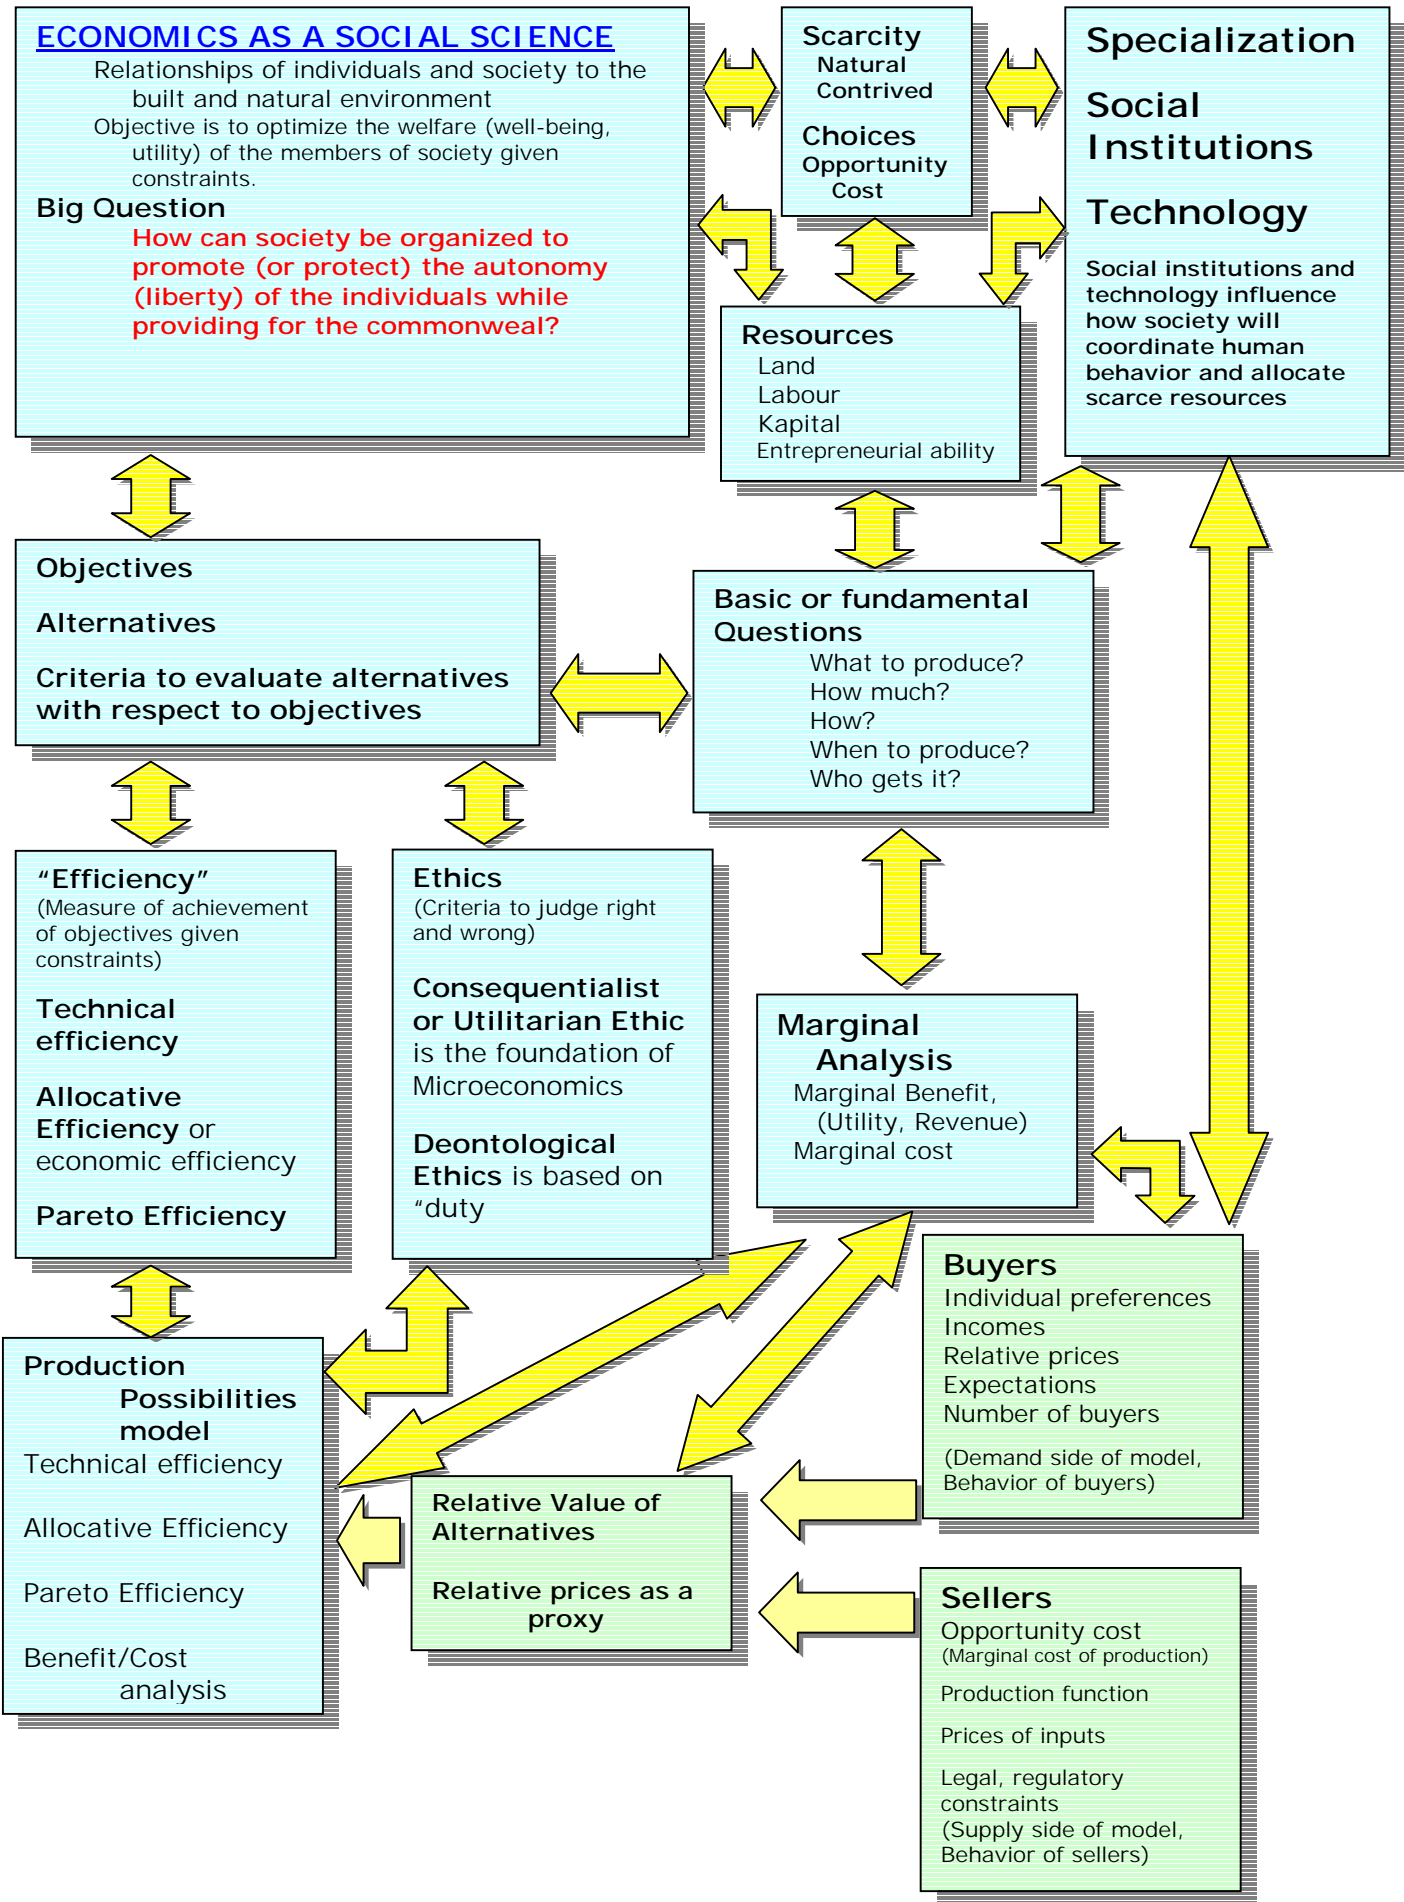 ECONOMICS AS A SOCIAL SCIENCE
Relationships of individuals and society to the
built and natural environment
Objective is to optimize the welfare (well-being,
utility) of the members of society given
constraints.
Big Question
How can society be organized to
promote (or protect) the autonomy
(liberty) of the individuals while
providing for the commonweal?
Scarcity
Natural
Contrived
Choices
Opportunity
Cost
Specialization
Social
Institutions
Technology
Social institutions and
technology influence
how society will
coordinate human
behavior and allocate
scarce resources
Resources
Land
Labour
Kapital
Entrepreneurial ability
Objectives
Alternatives
Criteria to evaluate alternatives
with respect to objectives
Basic or fundamental
Questions
What to produce?
How much?
How?
When to produce?
Who gets it?
“Efficiency”
(Measure of achievement
of objectives given
constraints)
Technical
efficiency
Allocative
Efficiency or
economic efficiency
Pareto Efficiency
Ethics
(Criteria to judge right
and wrong)
Consequentialist
or Utilitarian Ethic
is the foundation of
Microeconomics
Deontological
Ethics is based on
“duty
Marginal
Analysis
Marginal Benefit,
(Utility, Revenue)
Marginal cost
Buyers
Individual preferences
Incomes
Relative prices
Expectations
Number of buyers
(Demand side of model,
Behavior of buyers)
Production
Possibilities
model
Technical efficiency
Allocative Efficiency
Pareto Efficiency
Benefit/Cost
analysis
Relative Value of
Alternatives
Relative prices as a
proxy
Sellers
Opportunity cost
(Marginal cost of production)
Production function
Prices of inputs
Legal, regulatory
constraints
(Supply side of model,
Behavior of sellers)